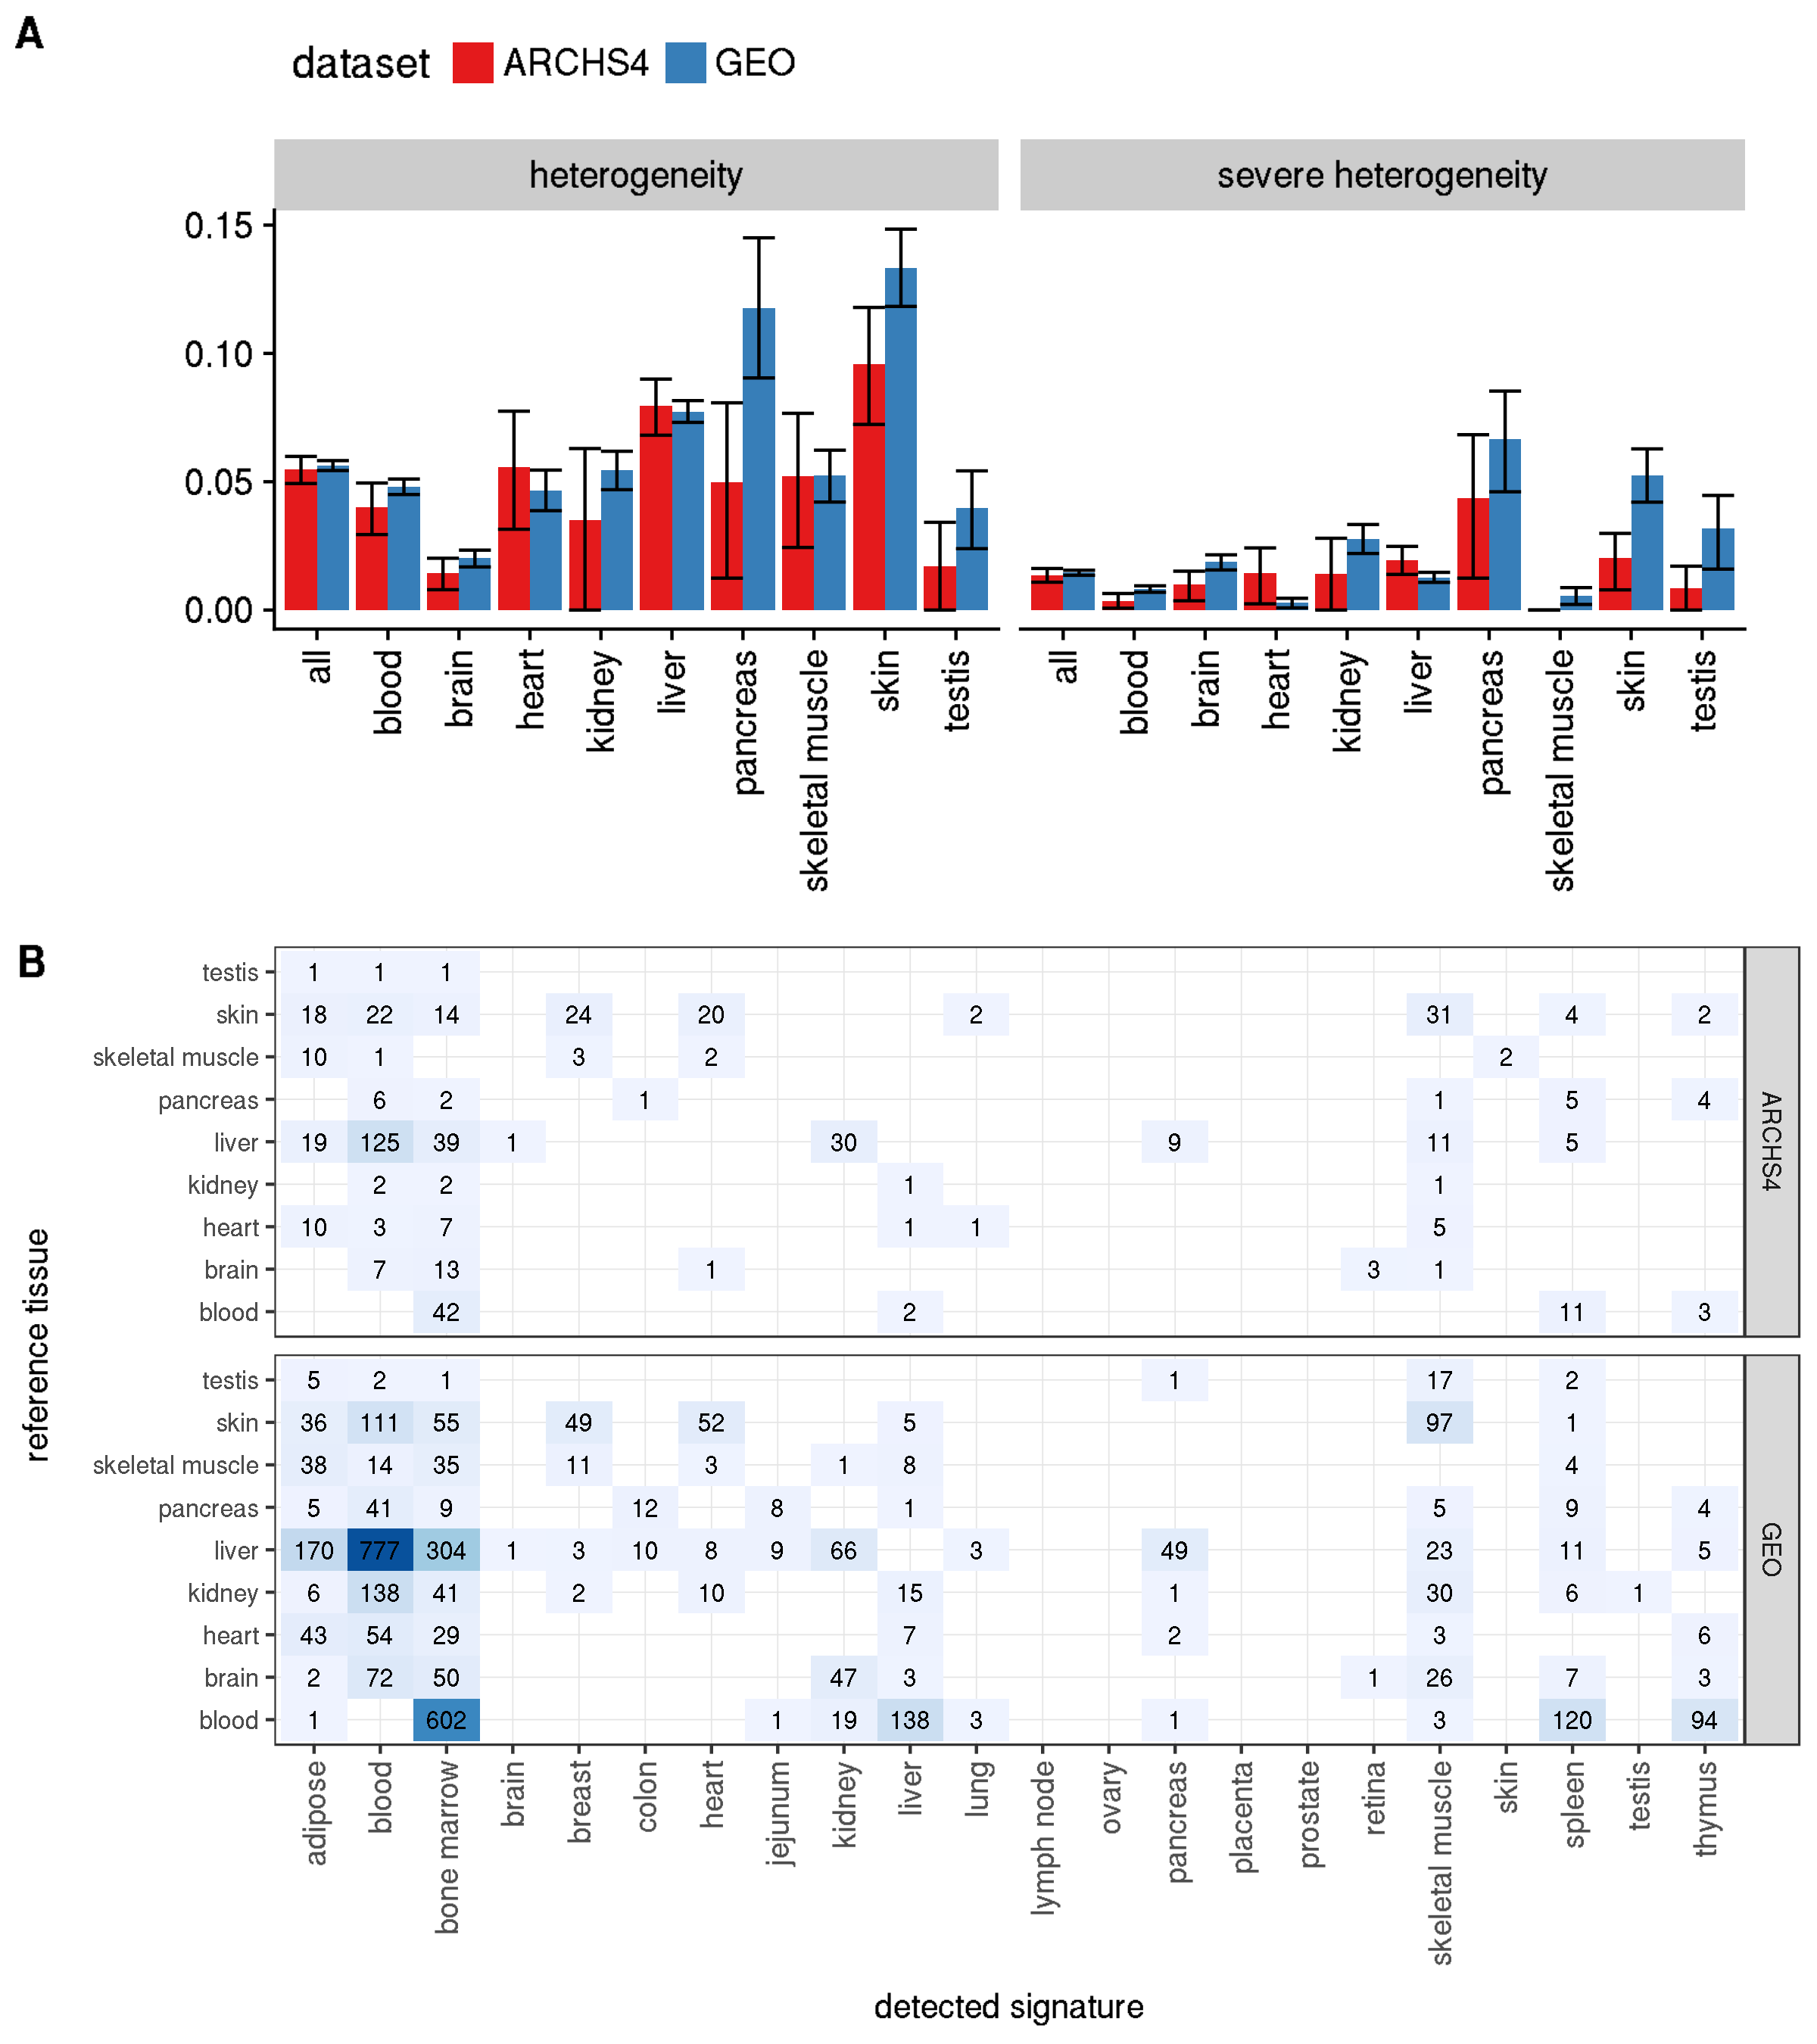 A
dataset ARCHS4 GEO
heterogeneity severe heterogeneity
0.15
0.10
0.05
0.00
all blood brain heart kidney liver pancreas skeletal muscle skin testis all blood brain heart kidney liver pancreas skeletal muscle skin testis
B
reference tissue
ARCHS4
testis 1 1 1
skin 18 22 14 24 20 2 31 4 2
skeletal muscle 10 1 3 2 2
pancreas 6 2 1 1 5 4
liver 19 125 39 1 30 9 11 5
kidney 2 2 1 1
heart 10 3 7 1 1 5
brain 7 13 1 3 1
blood 42 2 11 3
GEO
testis 5 2 1 1 17 2
skin 36 111 55 49 52 5 97 1
skeletal muscle 38 14 35 11 3 1 8 4
pancreas 5 41 9 12 8 1 5 9 4
liver 170 777 304 1 3 10 8 9 66 3 49 23 11 5
kidney 6 138 41 2 10 15 1 30 6 1
heart 43 54 29 7 2 3 6
brain 2 72 50 47 3 1 26 7 3
blood 1 602 1 19 138 3 1 3 120 94
adipose blood bone marrow brain breast colon heart jejunum kidney liver lung lymph node ovary pancreas placenta prostate retina skeletal muscle skin spleen testis thymus
detected signature